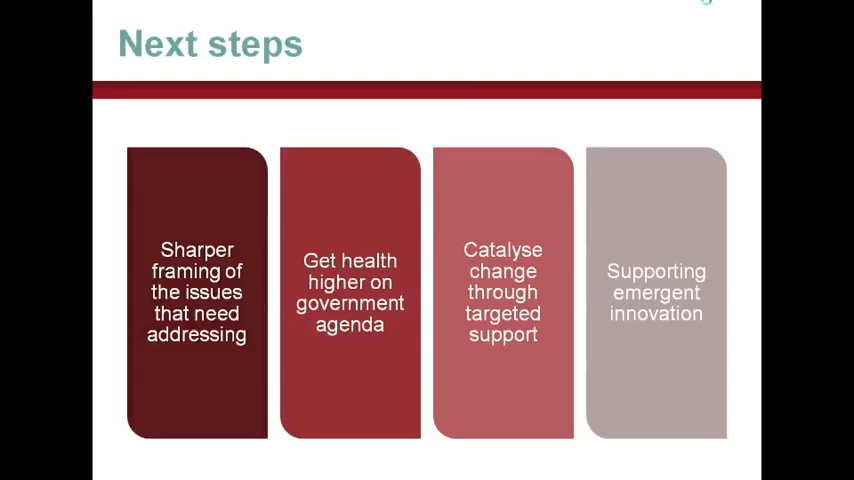 Next steps
Sharper
framing of
the issues
that need
addressing
Get health
higher on
government
agenda
Catalyse
change
through
targeted
support
Supporting
emergent
innovation